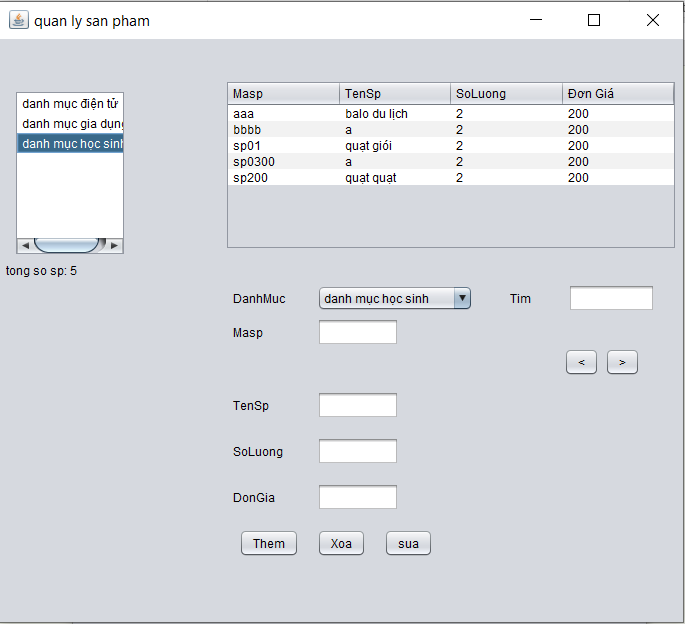 quan ly san pham
danh mục điện tử
danh mục gia dụng
danh mục học sinh
tong so sp: 5
Masp TenSp SoLuong Đơn Giá
aaa balo du lịch 2 200
bbbb a 2 200
sp01 quạt giỏi 2 200
sp0300 a 2 200
sp200 quạt quạt 2 200
DanhMuc danh mục học sinh Tim
Masp
< >
TenSp
SoLuong
DonGia
Them Xoa sua